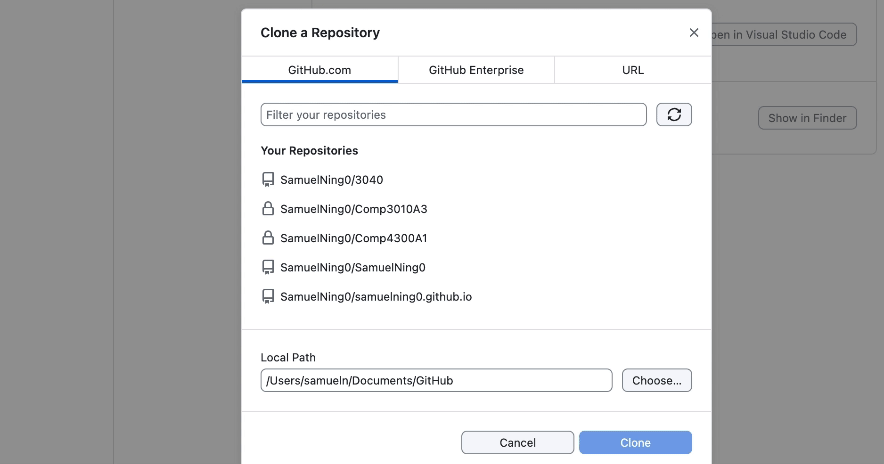 Clone a Repository
Open in Visual Studio Code
GitHub.com GitHub Enterprise URL
Filter your repositories
Show in Finder
Your Repositories
SamuelNing0/3040
SamuelNing0/Comp3010A3
SamuelNing0/Comp4300A1
SamuelNing0/SamuelNing0
SamuelNing0/samuelning0.github.io
Local Path
/Users/samueln/Documents/GitHub
Choose...
Cancel Clone